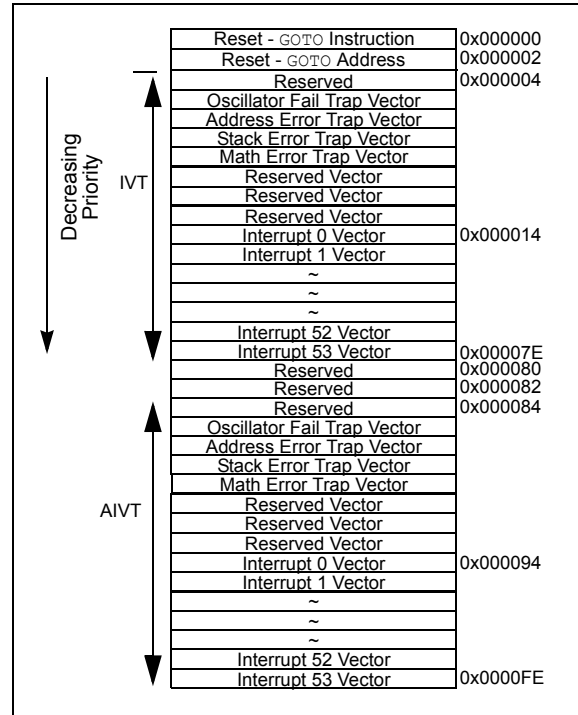 Reset - GOTO Instruction 0x000000
Reset - GOTO Address 0x000002
Reserved 0x000004
Oscillator Fail Trap Vector
Address Error Trap Vector
Stack Error Trap Vector
Math Error Trap Vector
Reserved Vector
Reserved Vector
Reserved Vector
Interrupt 0 Vector 0x000014
Interrupt 1 Vector
~
~
~
Interrupt 52 Vector
Interrupt 53 Vector 0x00007E
Reserved 0x000080
Reserved 0x000082
Reserved 0x000084
Oscillator Fail Trap Vector
Address Error Trap Vector
Stack Error Trap Vector
Math Error Trap Vector
Reserved Vector
Reserved Vector
Reserved Vector
Interrupt 0 Vector 0x000094
Interrupt 1 Vector
~
~
~
Interrupt 52 Vector
Interrupt 53 Vector 0x0000FE
Decreasing
Priority
IVT
AIVT